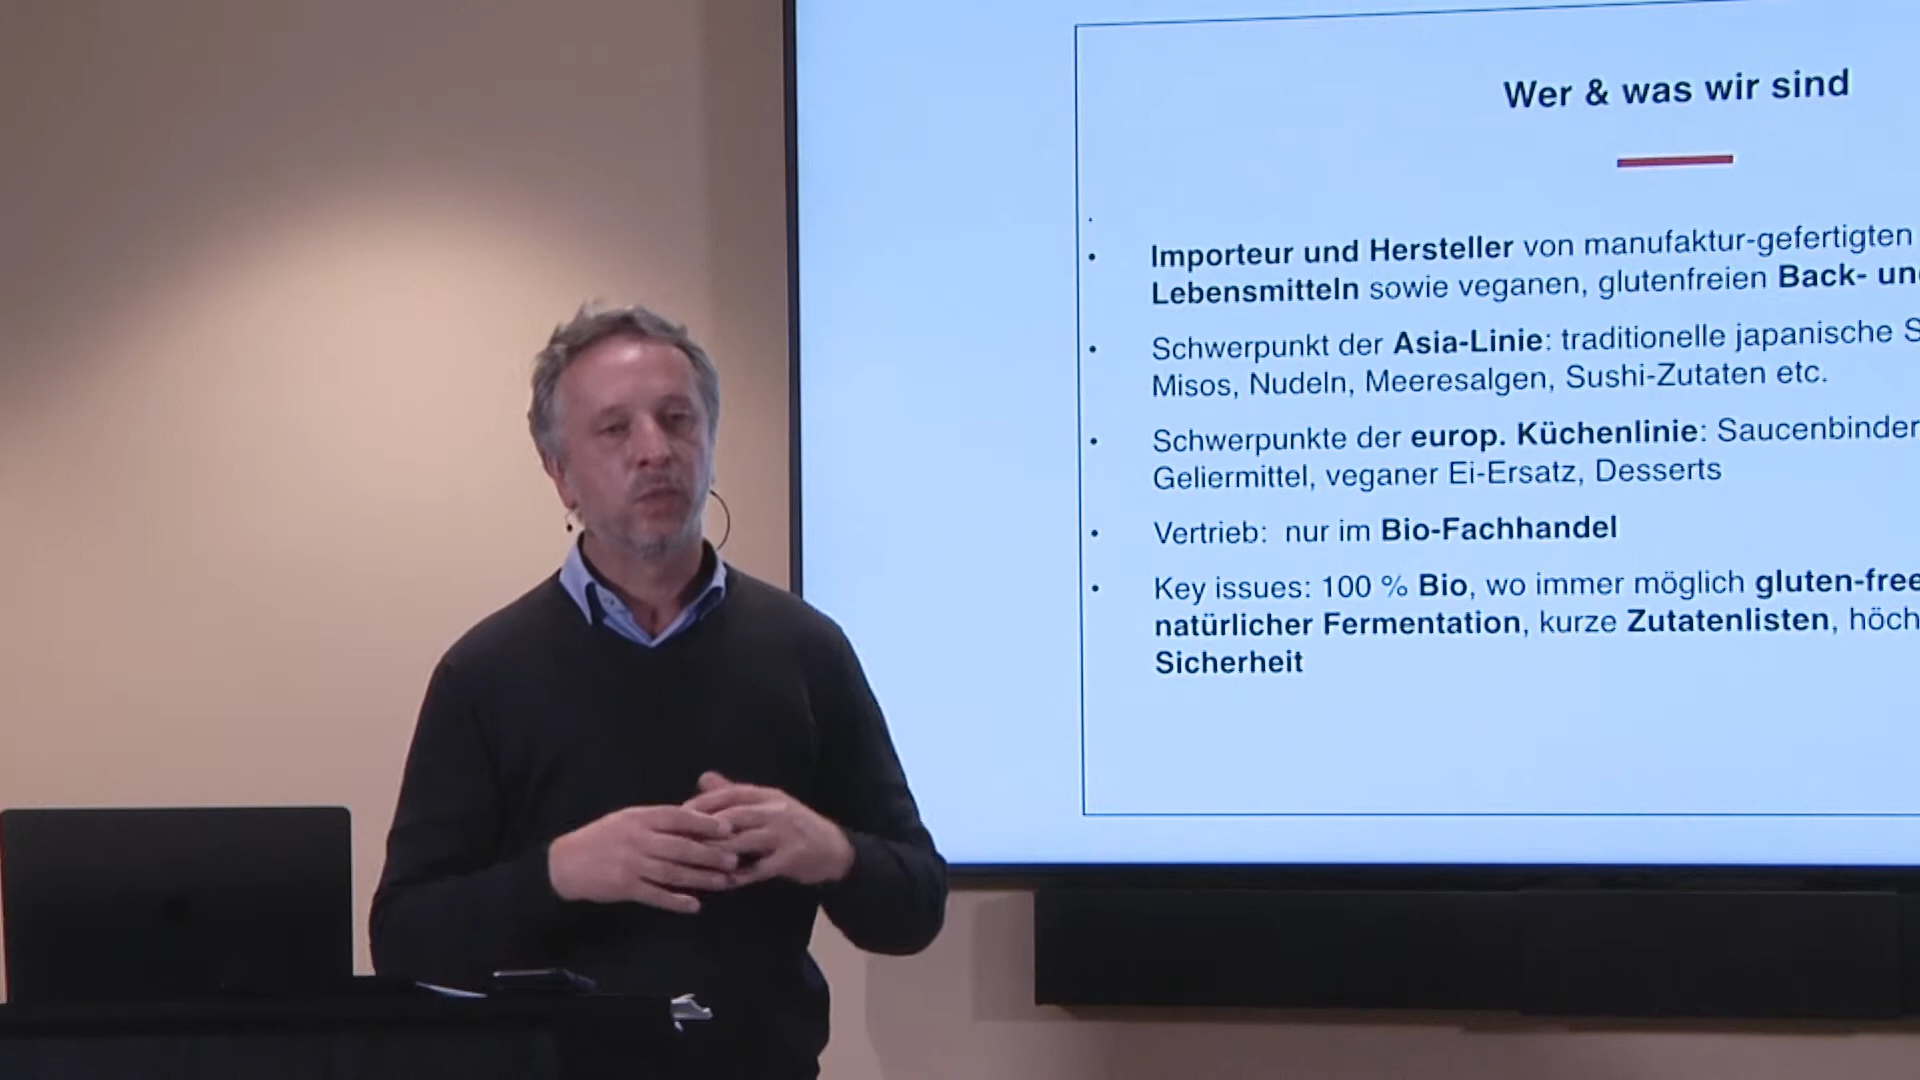 Wer & was wir sind
• Importeur und Hersteller von manufaktur-gefertigten
Lebensmitteln sowie veganen, glutenfreien Back-
• Schwerpunkt der Asia-Linie: traditionelle japanische
Misos, Nudeln, Meeresalgen, Sushi-Zutaten etc.
• Schwerpunkte der europ. Küchenlinie: Saucenbinder
Geliermittel, veganer Ei-Ersatz, Desserts
• Vertrieb: nur im Bio-Fachhandel
• Key issues: 100 % Bio, wo immer möglich gluten-free
natürlicher Fermentation, kurze Zutatenlisten,
Sicherheit